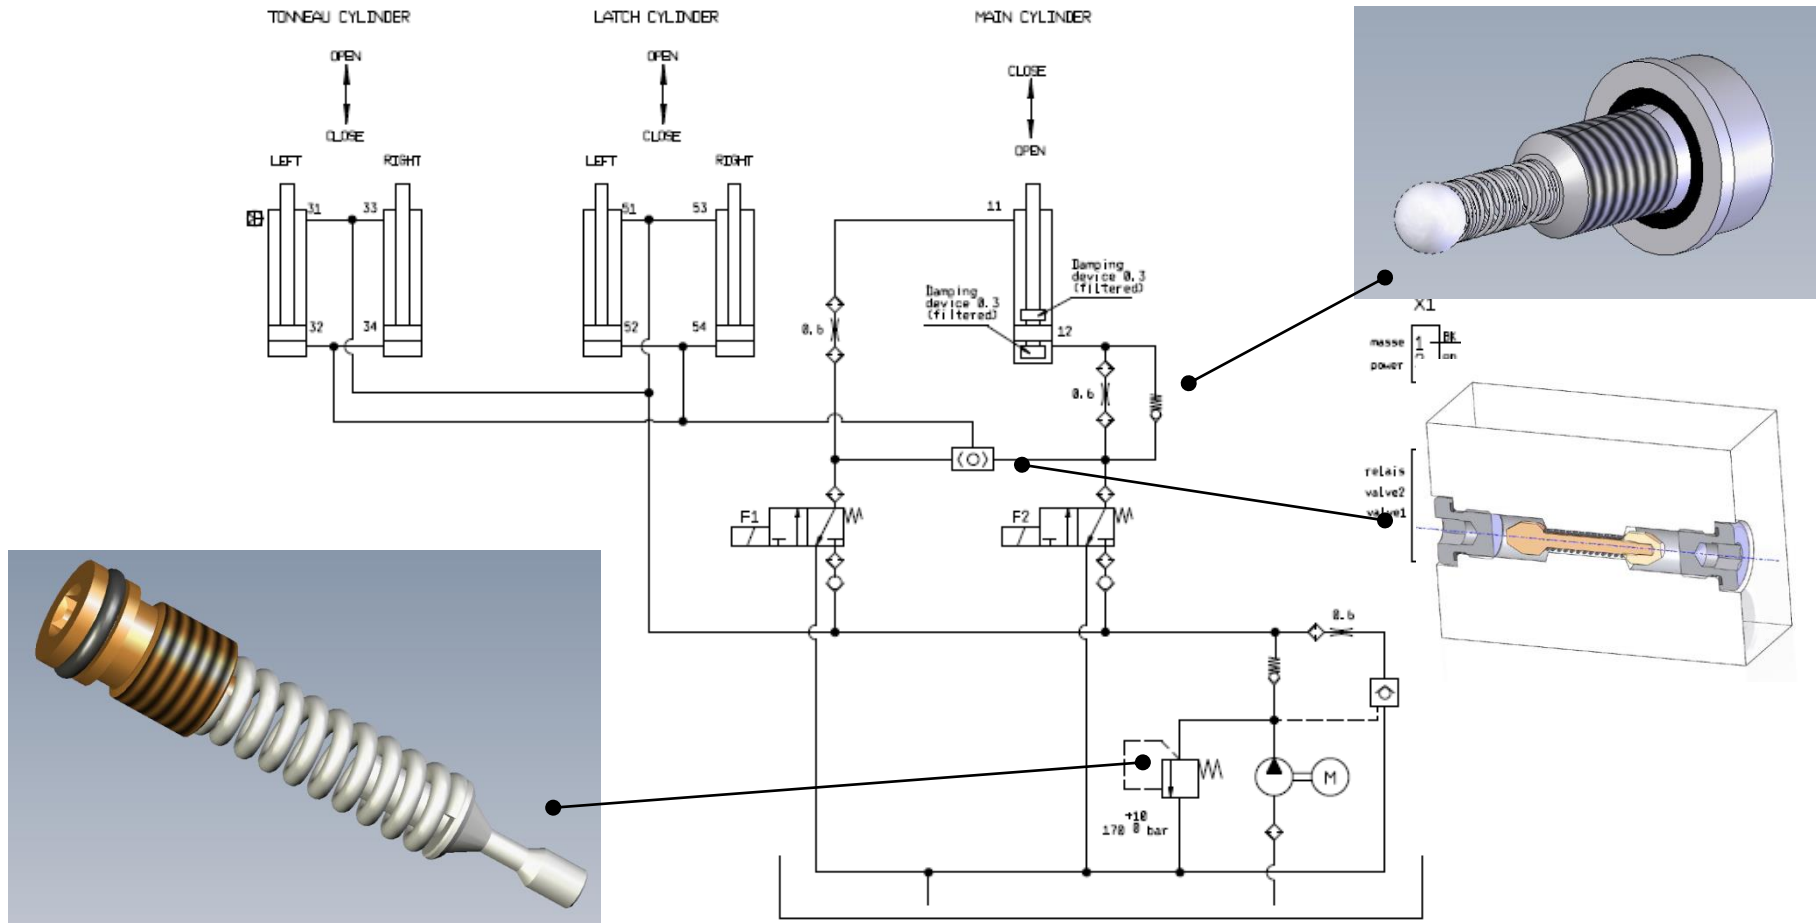 TONNEAU CYLINDER
LATCH CYLINDER
MAIN CYLINDER
OPEN
OPEN
CLOSE
CLOSE
CLOSE
OPEN
LEFT
RIGHT
LEFT
RIGHT
31
33
51
53
11
Damping
device 0.3
(filtered)
Damping
device 0.3
(filtered)
32
34
52
54
12
0.6
0.6
X1
masse
1
BK
power
relais
valve2
valve1
F1
F2
0.6
M
+10
170 0 bar